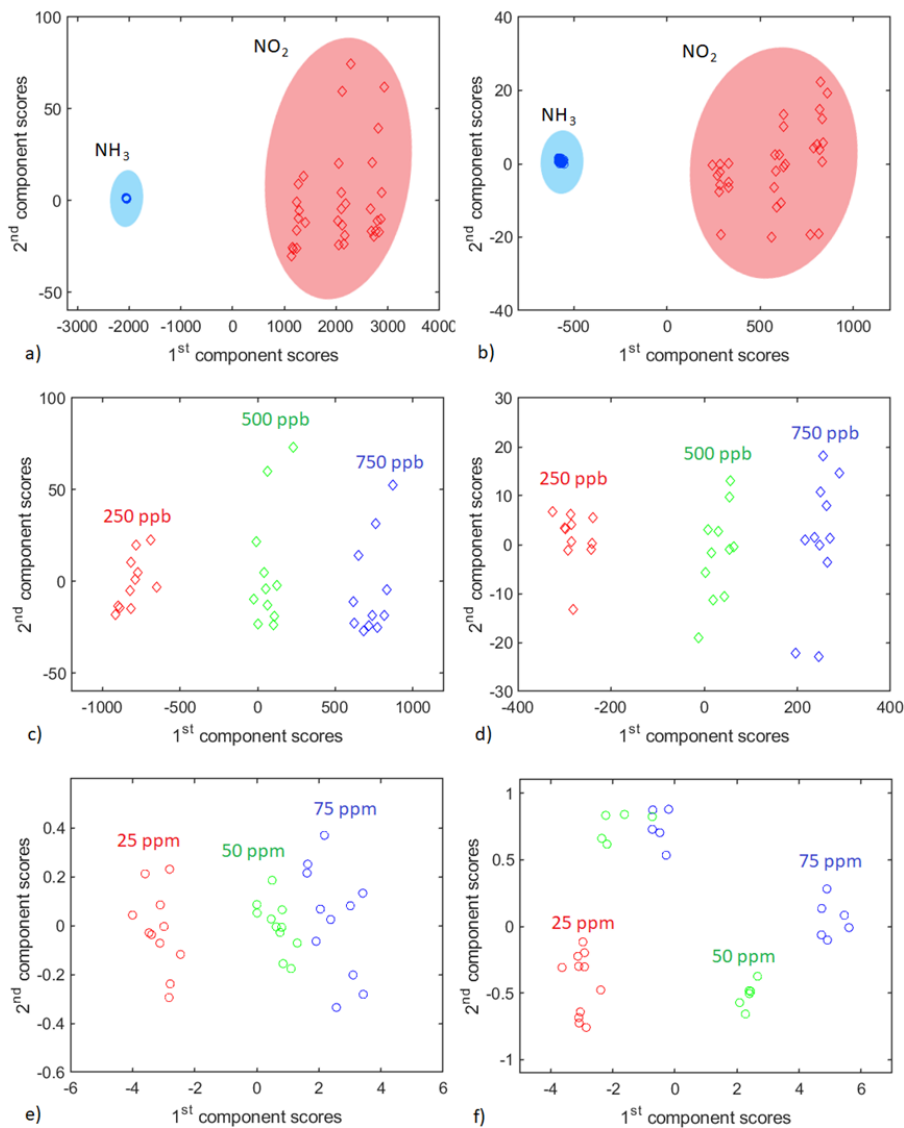 100
50
0
-50
2nd component scores
NO2
NH3
-3000 -2000 -1000 0 1000 2000 3000 4000
1st component scores
a)
40
20
0
-20
-40
2nd component scores
NO2
NH3
-500 0 500 1000
1st component scores
b)
100
50
0
-50
2nd component scores
250 ppb
500 ppb
750 ppb
-1000 -500 0 500 1000
1st component scores
c)
30
20
10
0
-10
-20
-30
2nd component scores
250 ppb
500 ppb
750 ppb
-400 -200 0 200 400
1st component scores
d)
0.4
0.2
0
-0.2
-0.4
-0.6
2nd component scores
25 ppm
50 ppm
75 ppm
-6 -4 -2 0 2 4 6
1st component scores
e)
1
0.5
0
-0.5
-1
2nd component scores
25 ppm
50 ppm
75 ppm
-4 -2 0 2 4 6
1st component scores
f)